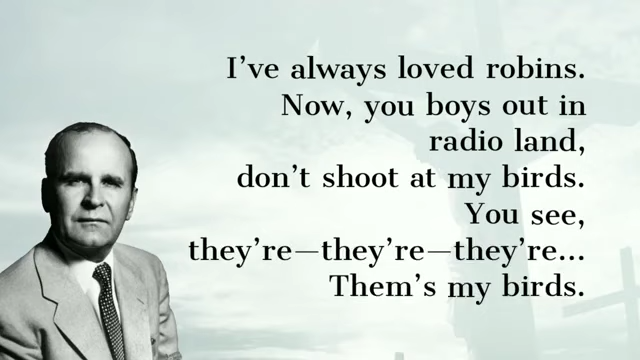 I’ve always loved robins.
Now, you boys out in
radio land,
don’t shoot at my birds.
You see,
they’re—they’re—they’re...
Them’s my birds.